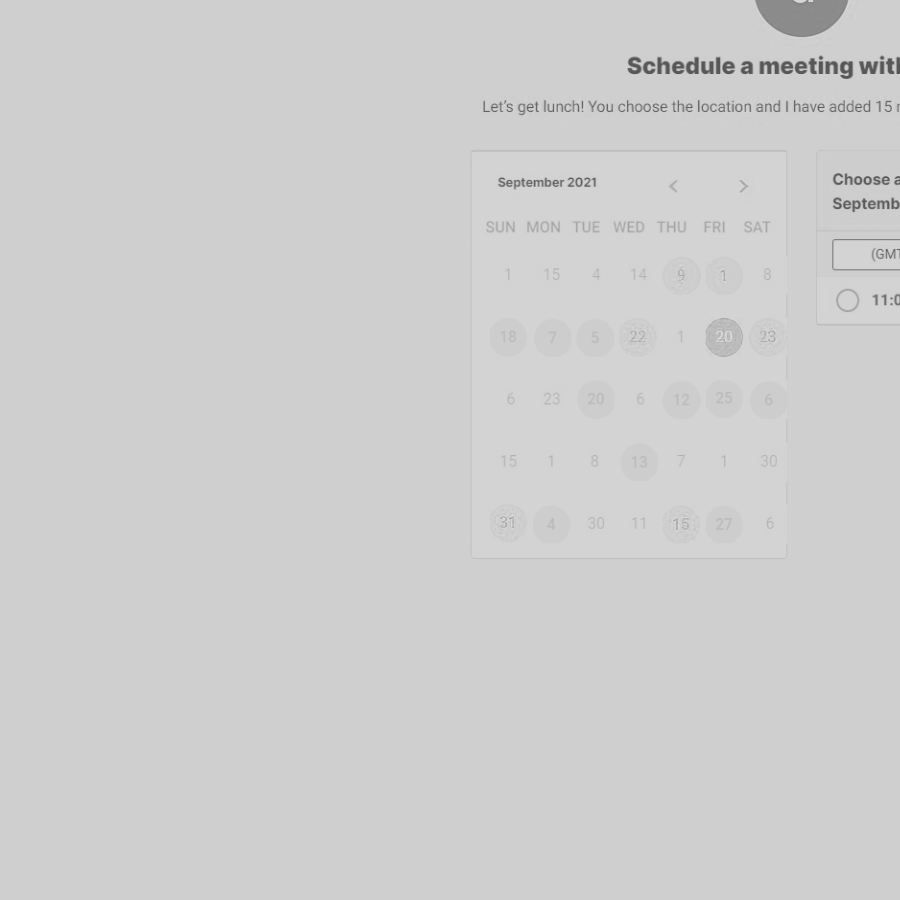 Schedule a meeting wit
Let's get lunch! You choose the location and I have added 15
September 2021
SUN MON TUE WED THU FRI SAT
1 15 4 14 9 1 8
18 7 5 22 1 20 23
6 23 20 6 12 25 6
15 1 8 13 7 1 30
31 4 30 11 15 27 6
Choose a
Septemb
(GMT
11:0